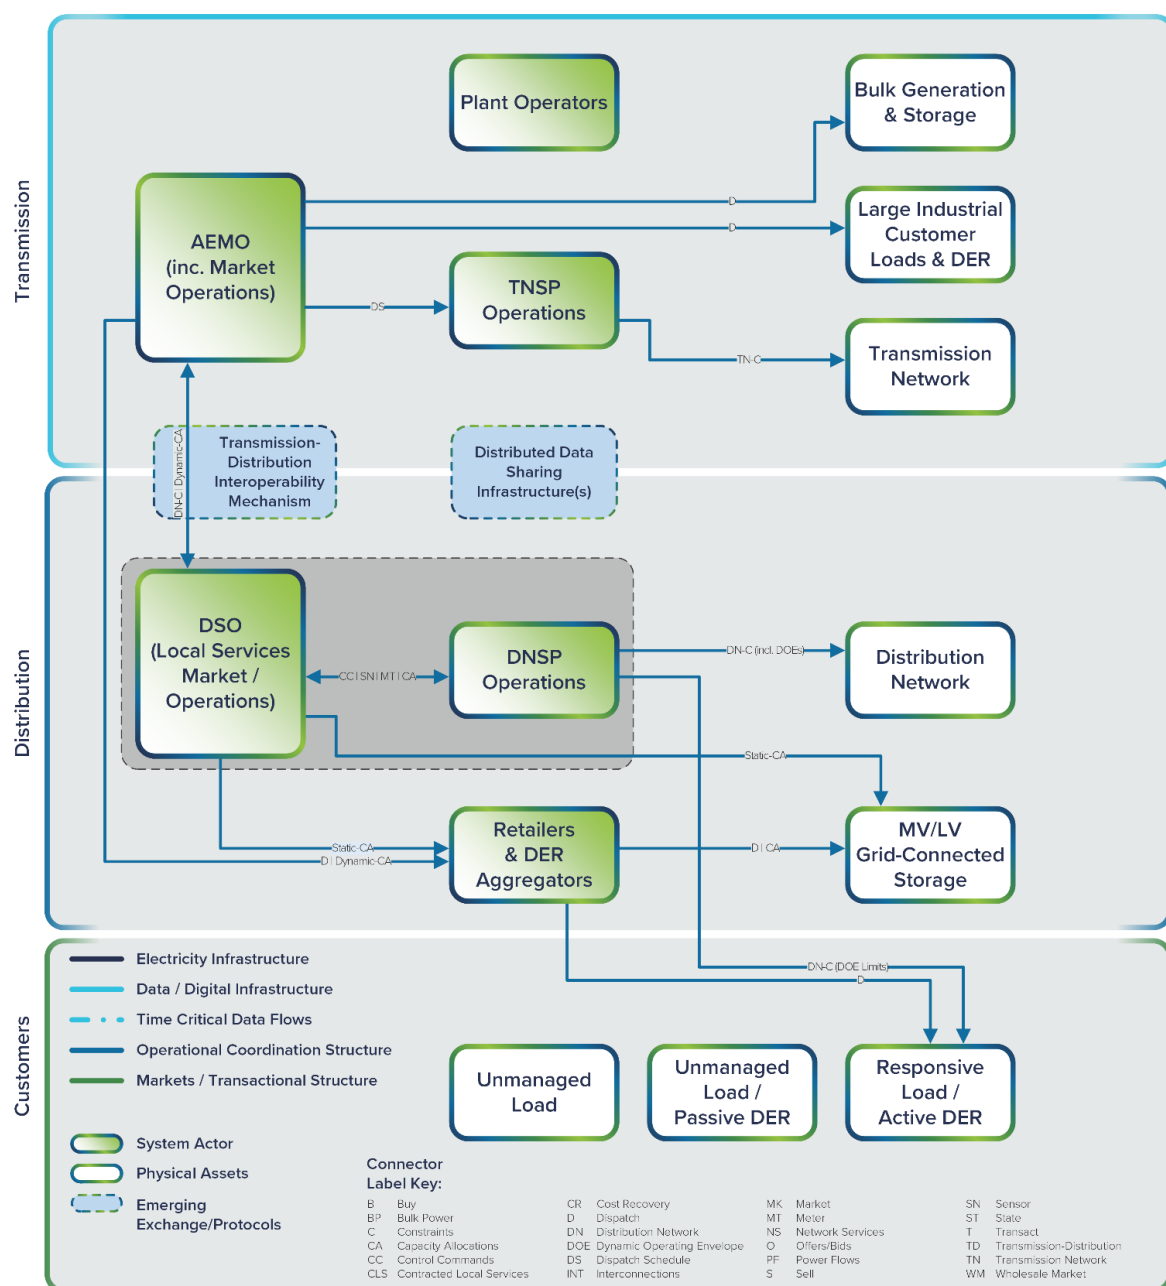 Transmission
Plant Operators
Bulk Generation
& Storage
AEMO
(inc. Market
Operations)
D
D
Large Industrial
Customer
Loads & DER
DS
TNSP
Operations
TN-C
Transmission
Network
DN-C | Dynamic-CA
Transmission-
Distribution
Interoperability
Mechanism
Distributed Data
Sharing
Infrastructure(s)
Distribution
DSO
(Local Services
Market /
Operations)
CC | SN | MT | CA
DNSP
Operations
DN-C (incl. DOEs)
Distribution
Network
Static-CA
Static-CA
D | Dynamic-CA
Retailers
& DER
Aggregators
D | CA
MV/LV
Grid-Connected
Storage
Customers
DN-C (DOE Limits)
D
Electricity Infrastructure
Data / Digital Infrastructure
Time Critical Data Flows
Operational Coordination Structure
Markets / Transactional Structure
Unmanaged
Load
Unmanaged
Load /
Passive DER
Responsive
Load /
Active DER
System Actor
Physical Assets
Emerging
Exchange/Protocols
Connector
Label Key:
B Buy
BP Bulk Power
C Constraints
CA Capacity Allocations
CC Control Commands
CLS Contracted Local Services
CR Cost Recovery
D Dispatch
DN Distribution Network
DOE Dynamic Operating Envelope
DS Dispatch Schedule
INT Interconnections
MK Market
MT Meter
NS Network Services
O Offers/Bids
PF Power Flows
S Sell
SN Sensor
ST State
T Transact
TD Transmission-Distribution
TN Transmission Network
WM Wholesale Market